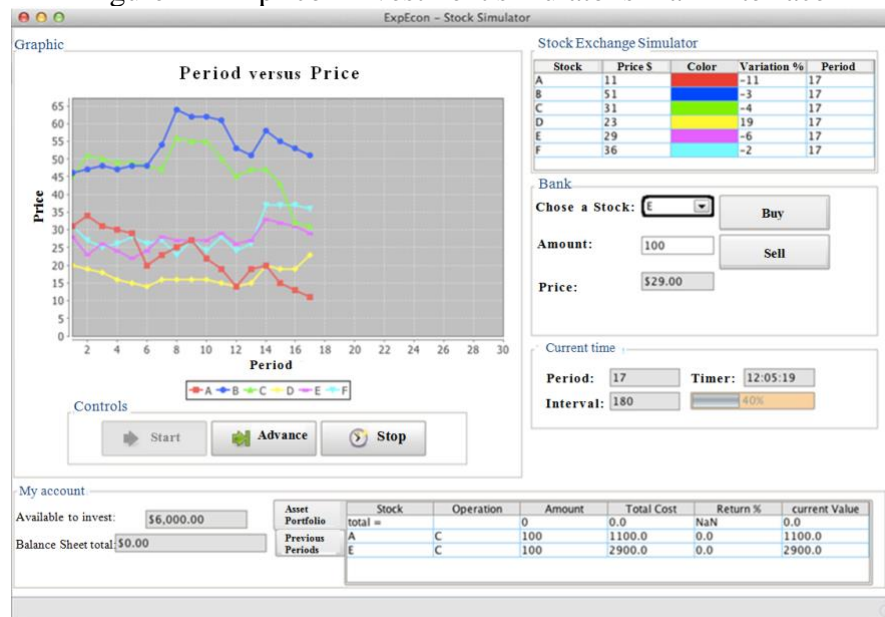 ExpEcon – Stock Simulator
Graphic
Period versus Price
65
60
55
50
45
40
35
30
25
20
15
10
5
0
Price
2 4 6 8 10 12 14 16 18 20 22 24 26 28 30
Period
A B C D E F
Controls
Start Advance Stop
Stock Exchange Simulator
Stock Price $ Color Variation % Period
A 11 -11 17
B 51 -3 17
C 31 -4 17
D 23 19 17
E 29 -6 17
F 36 -2 17
Bank
Chose a Stock: E Buy
Amount: 100 Sell
Price: $29.00
Current time
Period: 17 Timer: 12:05:19
Interval: 180 40%
My account
Available to invest: $6,000.00
Balance Sheet total: $0.00
Asset Portfolio
Previous Periods
Stock Operation Amount Total Cost Return % current Value
total = 0 0.0 NaN 0.0
A C 100 1100.0 0.0 1100.0
E C 100 2900.0 0.0 2900.0